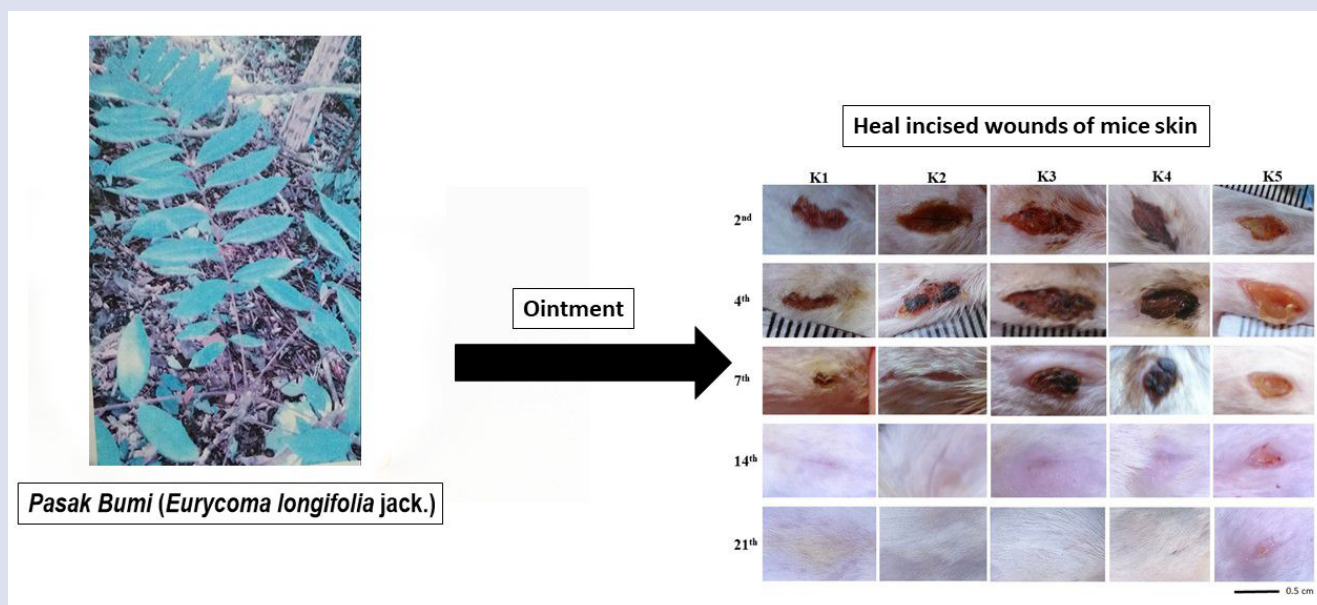 Heal incised wounds of mice skin
K1 K2 K3 K4 K5
2nd
4th
Ointment
7th
14th
Pasak Bumi (Eurycoma longifolia jack.)
21th
0.5 cm